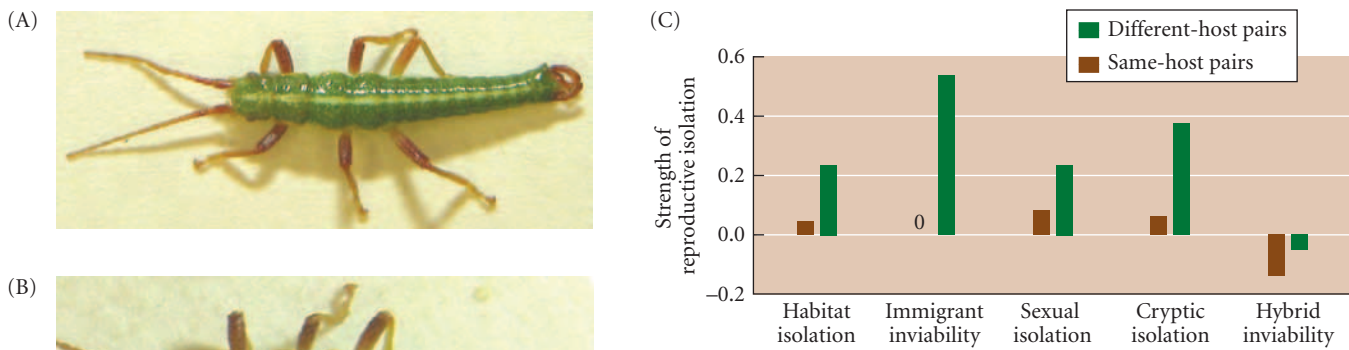 (A)
(B)
(C)
Different-host pairs
Same-host pairs
Strength of
reproductive isolation
0.6
0.4
0.2
0.0
–0.2
0
Habitat
isolation
Immigrant
inviability
Sexual
isolation
Cryptic
isolation
Hybrid
inviability